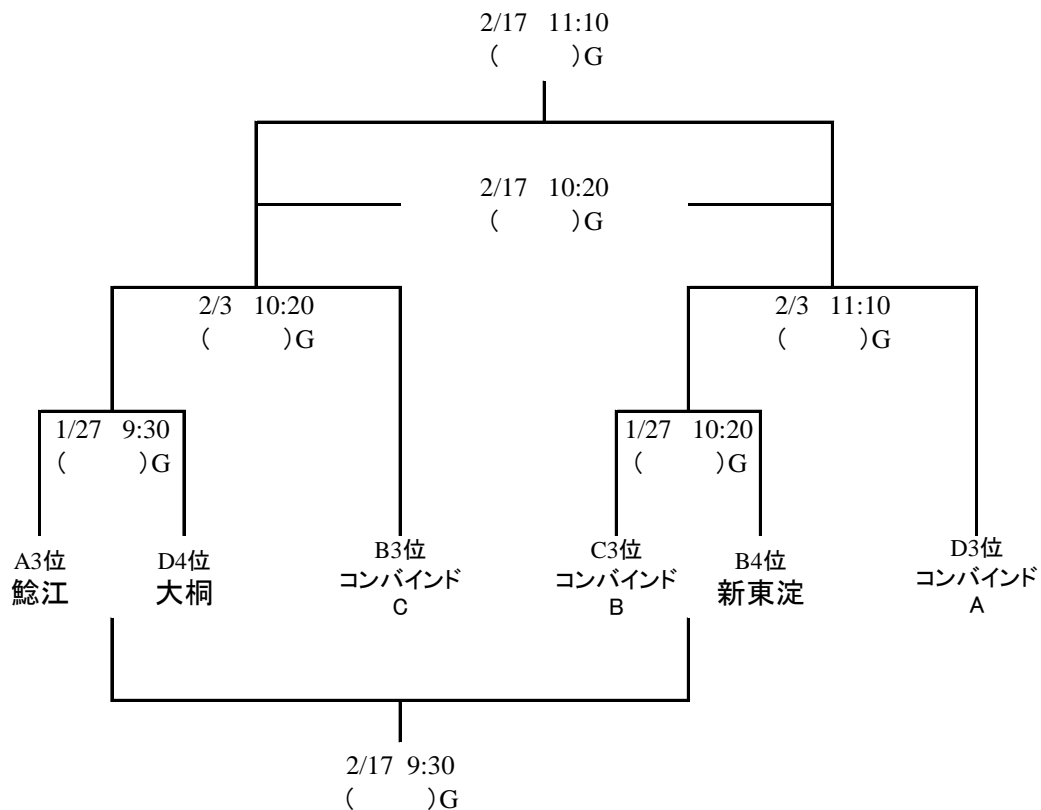 2/17 11:10
( )G
2/17 10:20
( )G
2/3 10:20
( )G
2/3 11:10
( )G
1/27 9:30
( )G
1/27 10:20
( )G
A3位
鯰江
D4位
大桐
B3位
コンバインド
C
C3位
コンバインド
B
B4位
新東淀
D3位
コンバインド
A
2/17 9:30
( )G